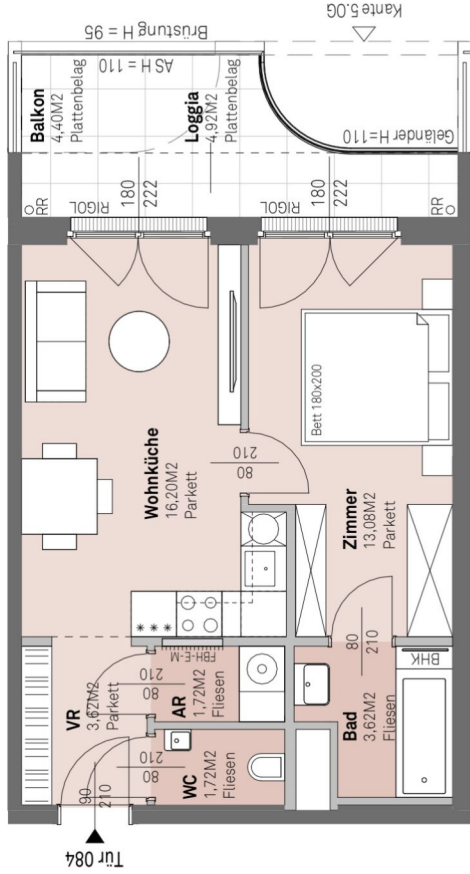 Kante 5.OG
Brüstung H = 95
ASH = 110
Geländer H=110
Balkon
4,40M2
Plattenbelag
Loggia
4,92M2
Plattenbelag
RR
RIGOL
180
222
RIGOL
180
222
RR
Wohnküche
16,20M2
Parkett
80
210
Bett 180x200
Zimmer
13,08M2
Parkett
***
FBH-E-M
VR
3,62M2
Parkett
80
210
AR
1,72M2
Fliesen
80
210
WC
1,72M2
Fliesen
90
210
Tür 084
80
210
BHK
Bad
3,62M2
Fliesen